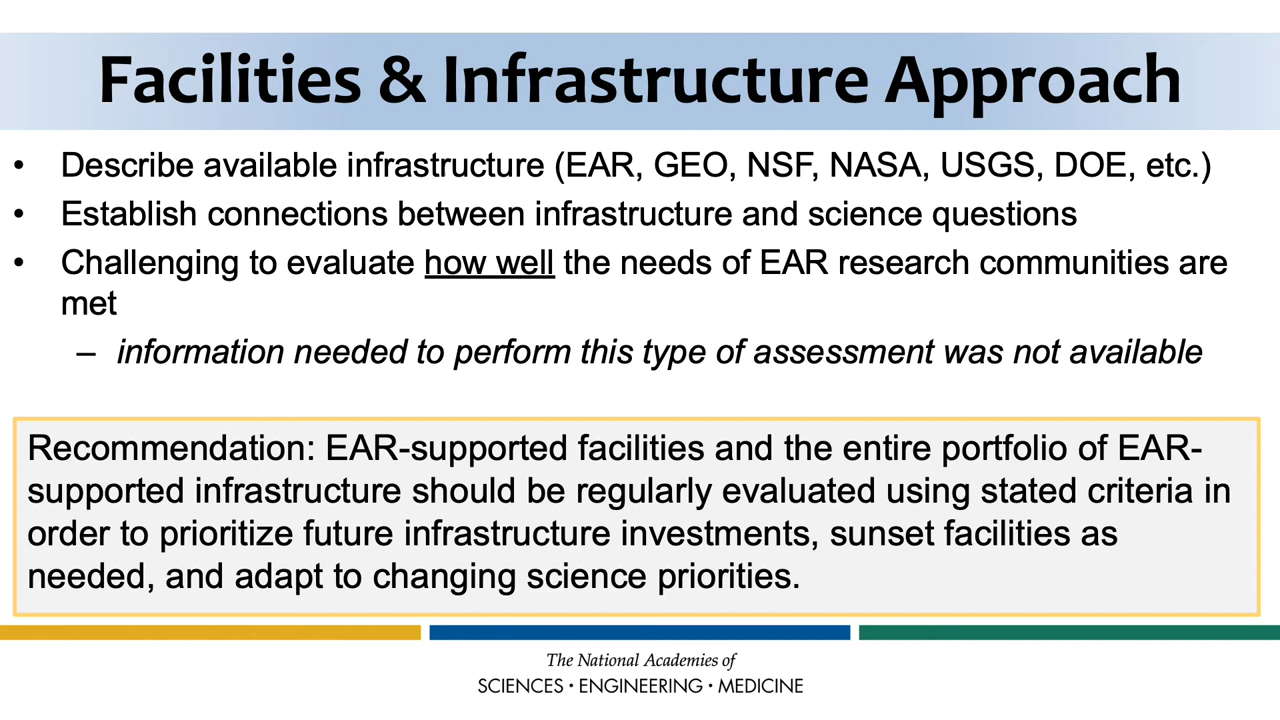 Facilities & Infrastructure Approach
• Describe available infrastructure (EAR, GEO, NSF, NASA, USGS, DOE, etc.)
• Establish connections between infrastructure and science questions
• Challenging to evaluate how well the needs of EAR research communities are
met
– information needed to perform this type of assessment was not available
Recommendation: EAR-supported facilities and the entire portfolio of EAR-
supported infrastructure should be regularly evaluated using stated criteria in
order to prioritize future infrastructure investments, sunset facilities as
needed, and adapt to changing science priorities.
The National Academies of
SCIENCES · ENGINEERING · MEDICINE